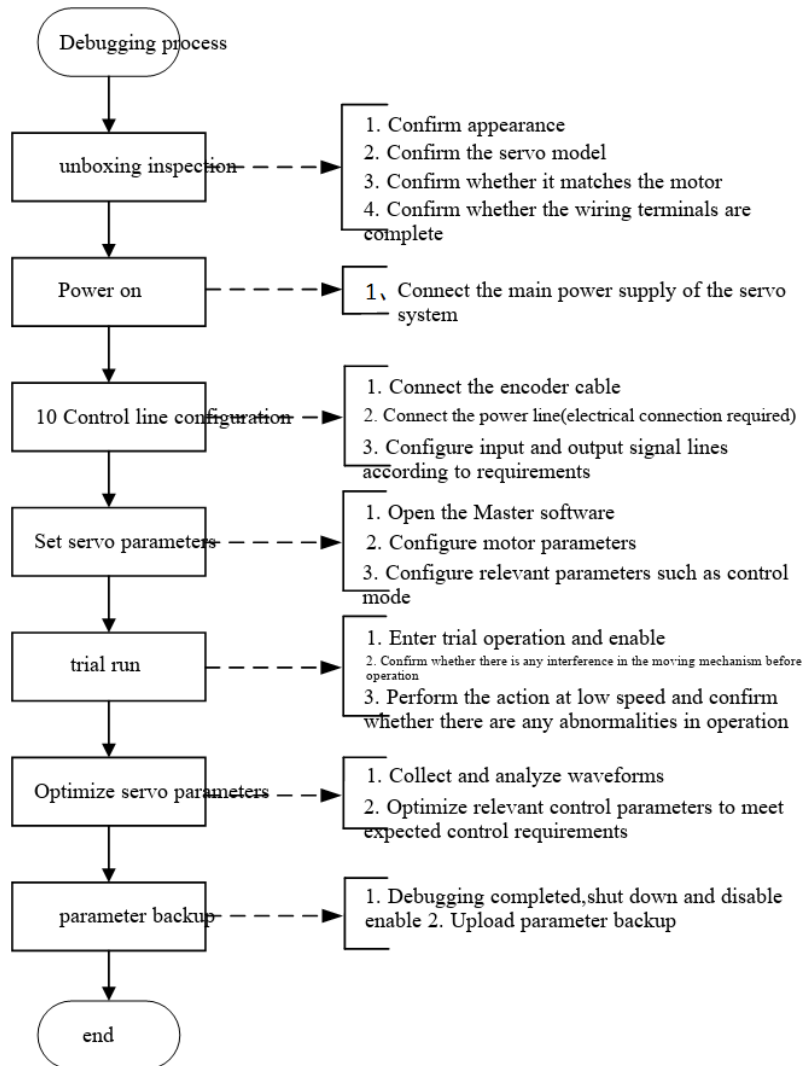 Debugging process
unboxing inspection
1. Confirm appearance
2. Confirm the servo model
3. Confirm whether it matches the motor
4. Confirm whether the wiring terminals are
complete
Power on
1、 Connect the main power supply of the servo
system
10 Control line configuration
1. Connect the encoder cable
2. Connect the power line(electrical connection required)
3. Configure input and output signal lines
according to requirements
Set servo parameters
1. Open the Master software
2. Configure motor parameters
3. Configure relevant parameters such as control
mode
trial run
1. Enter trial operation and enable
2. Confirm whether there is any interference in the moving mechanism before
operation
3. Perform the action at low speed and confirm
whether there are any abnormalities in operation
Optimize servo parameters
1. Collect and analyze waveforms
2. Optimize relevant control parameters to meet
expected control requirements
parameter backup
1. Debugging completed,shut down and disable
enable 2. Upload parameter backup
end